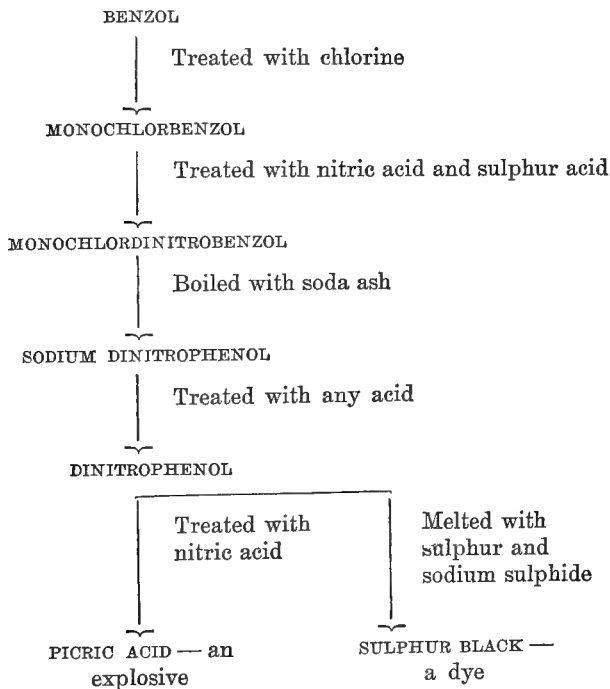 BENZOL
Treated with chlorine
MONOCHLORBENZOL
Treated with nitric acid and sulphur acid
MONOCHLORDINITROBENZOL
Boiled with soda ash
SODIUM DINITROPHENOL
Treated with any acid
DINITROPHENOL
Treated with
nitric acid
Melted with
sulphur and
sodium sulphide
PICRIC ACID — an
explosive
SULPHUR BLACK —
a dye